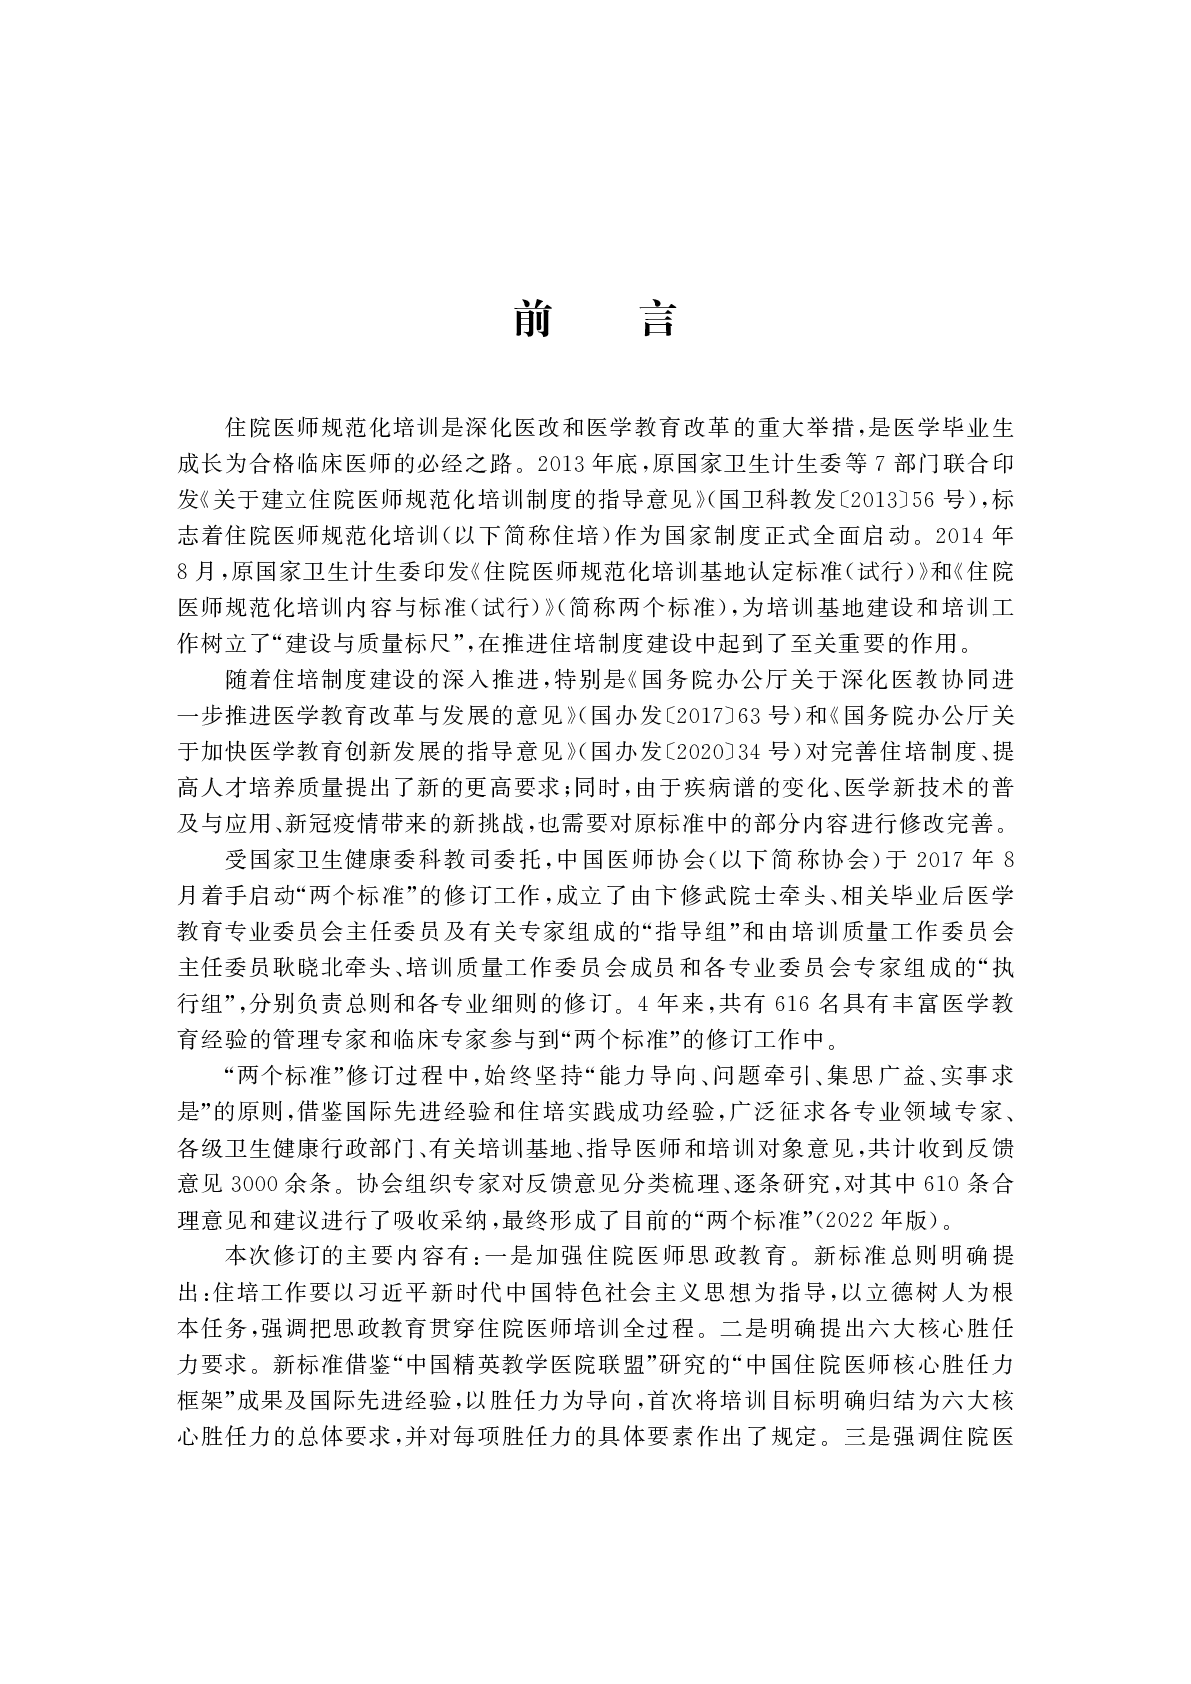 前　　言
住院医师规范化培训是深化医改和医学教育改革的重大举措,是医学毕业生
成长为合格临床医师的必经之路。2013 年底,原国家卫生计生委等 7 部门联合印
发《关于建立住院医师规范化培训制度的指导意见》(国卫科教发〔2013〕56 号),标
志着住院医师规范化培训(以下简称住培)作为国家制度正式全面启动。2014 年
8 月,原国家卫生计生委印发《住院医师规范化培训基地认定标准(试行)》和《住院
医师规范化培训内容与标准(试行)》(简称两个标准),为培训基地建设和培训工
作树立了“建设与质量标尺”,在推进住培制度建设中起到了至关重要的作用。
随着住培制度建设的深入推进,特别是《国务院办公厅关于深化医教协同进
一步推进医学教育改革与发展的意见》(国办发〔2017〕63 号)和《国务院办公厅关
于加快医学教育创新发展的指导意见》(国办发〔2020〕34 号)对完善住培制度、提
高人才培养质量提出了新的更高要求;同时,由于疾病谱的变化、医学新技术的普
及与应用、新冠疫情带来的新挑战,也需要对原标准中的部分内容进行修改完善。
受国家卫生健康委科教司委托,中国医师协会(以下简称协会)于 2017 年 8
月着手启动“两个标准”的修订工作,成立了由卞修武院士牵头、相关毕业后医学
教育专业委员会主任委员及有关专家组成的“指导组”和由培训质量工作委员会
主任委员耿晓北牵头、培训质量工作委员会成员和各专业委员会专家组成的“执
行组”,分别负责总则和各专业细则的修订。4 年来,共有 616 名具有丰富医学教
育经验的管理专家和临床专家参与到“两个标准”的修订工作中。
“两个标准”修订过程中,始终坚持“能力导向、问题牵引、集思广益、实事求
是”的原则,借鉴国际先进经验和住培实践成功经验,广泛征求各专业领域专家、
各级卫生健康行政部门、有关培训基地、指导医师和培训对象意见,共计收到反馈
意见 3000 余条。协会组织专家对反馈意见分类梳理、逐条研究,对其中 610 条合
理意见和建议进行了吸收采纳,最终形成了目前的“两个标准”(2022 年版)。
本次修订的主要内容有:一是加强住院医师思政教育。新标准总则明确提
出:住培工作要以习近平新时代中国特色社会主义思想为指导,以立德树人为根
本任务,强调把思政教育贯穿住院医师培训全过程。二是明确提出六大核心胜任
力要求。新标准借鉴“中国精英教学医院联盟”研究的“中国住院医师核心胜任力
框架”成果及国际先进经验,以胜任力为导向,首次将培训目标明确归结为六大核
心胜任力的总体要求,并对每项胜任力的具体要素作出了规定。三是强调住院医